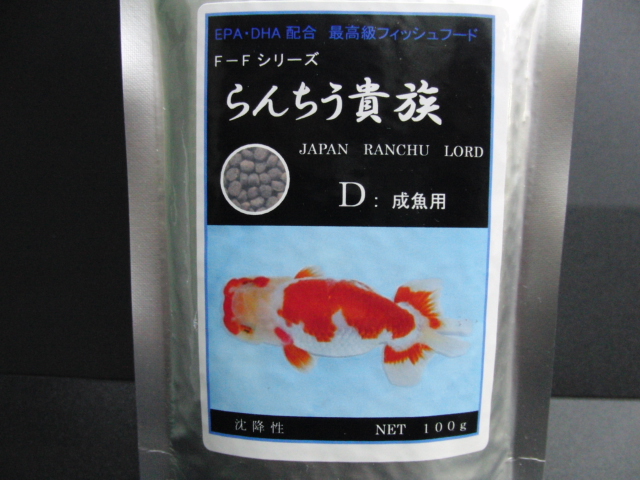 EPA・DHA 配合 最高級フィッシュフード
F－F シリーズ
らんちう貴族
JAPAN RANCHU LORD
D: 成魚用
沈降性 NET 100g